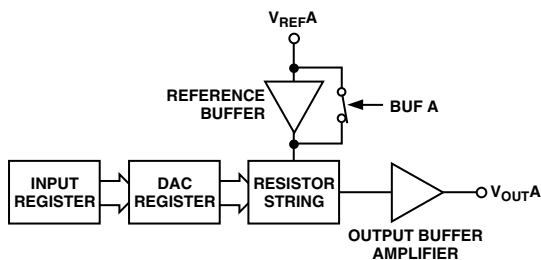 VREFA
REFERENCE
BUFFER
BUF A
INPUT
REGISTER
DAC
REGISTER
RESISTOR
STRING
VOUTA
OUTPUT BUFFER
AMPLIFIER